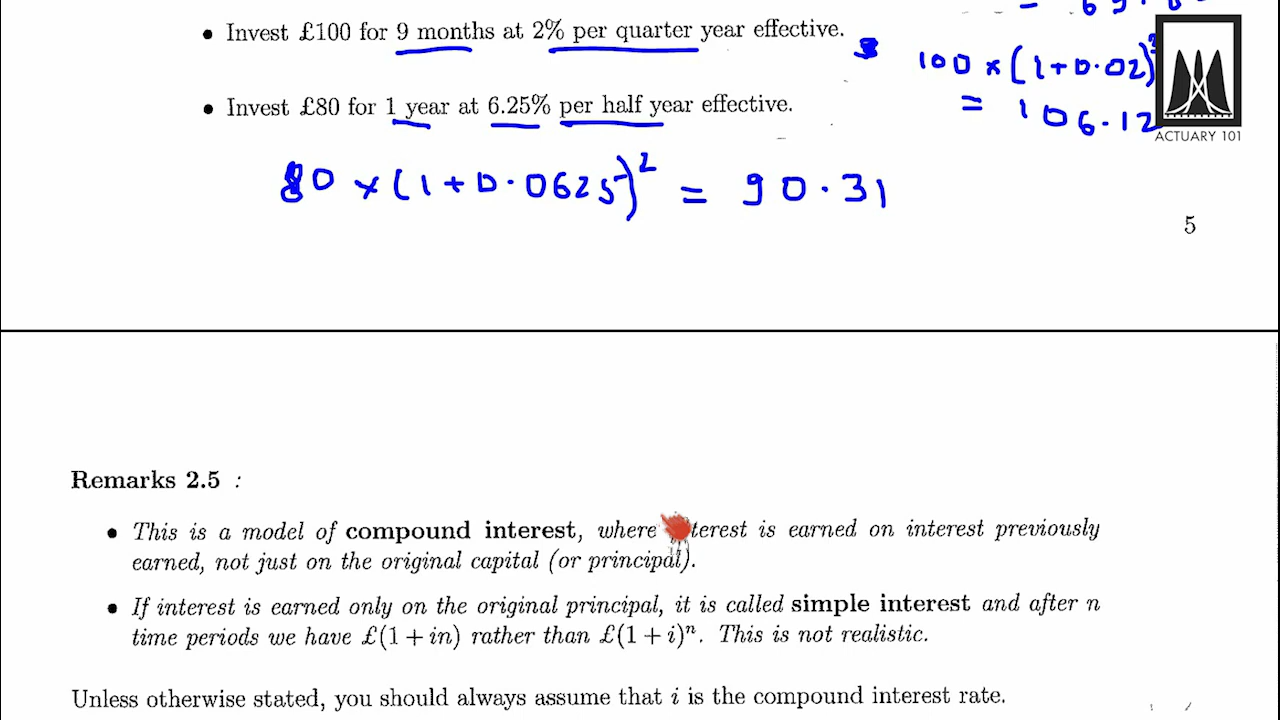 • Invest £100 for 9 months at 2% per quarter year effective.
100 × (1+0.02)
= 106.12
ACTUARY 101
• Invest £80 for 1 year at 6.25% per half year effective.
80 × (1+0.0625)² = 90.31
5
Remarks 2.5 :
• This is a model of compound interest, where is earned on interest previously
earned, not just on the original capital (or principal).
• If interest is earned only on the original principal, it is called simple interest and after n
time periods we have £(1 + in) rather than £(1 + i)ⁿ. This is not realistic.
Unless otherwise stated, you should always assume that i is the compound interest rate.